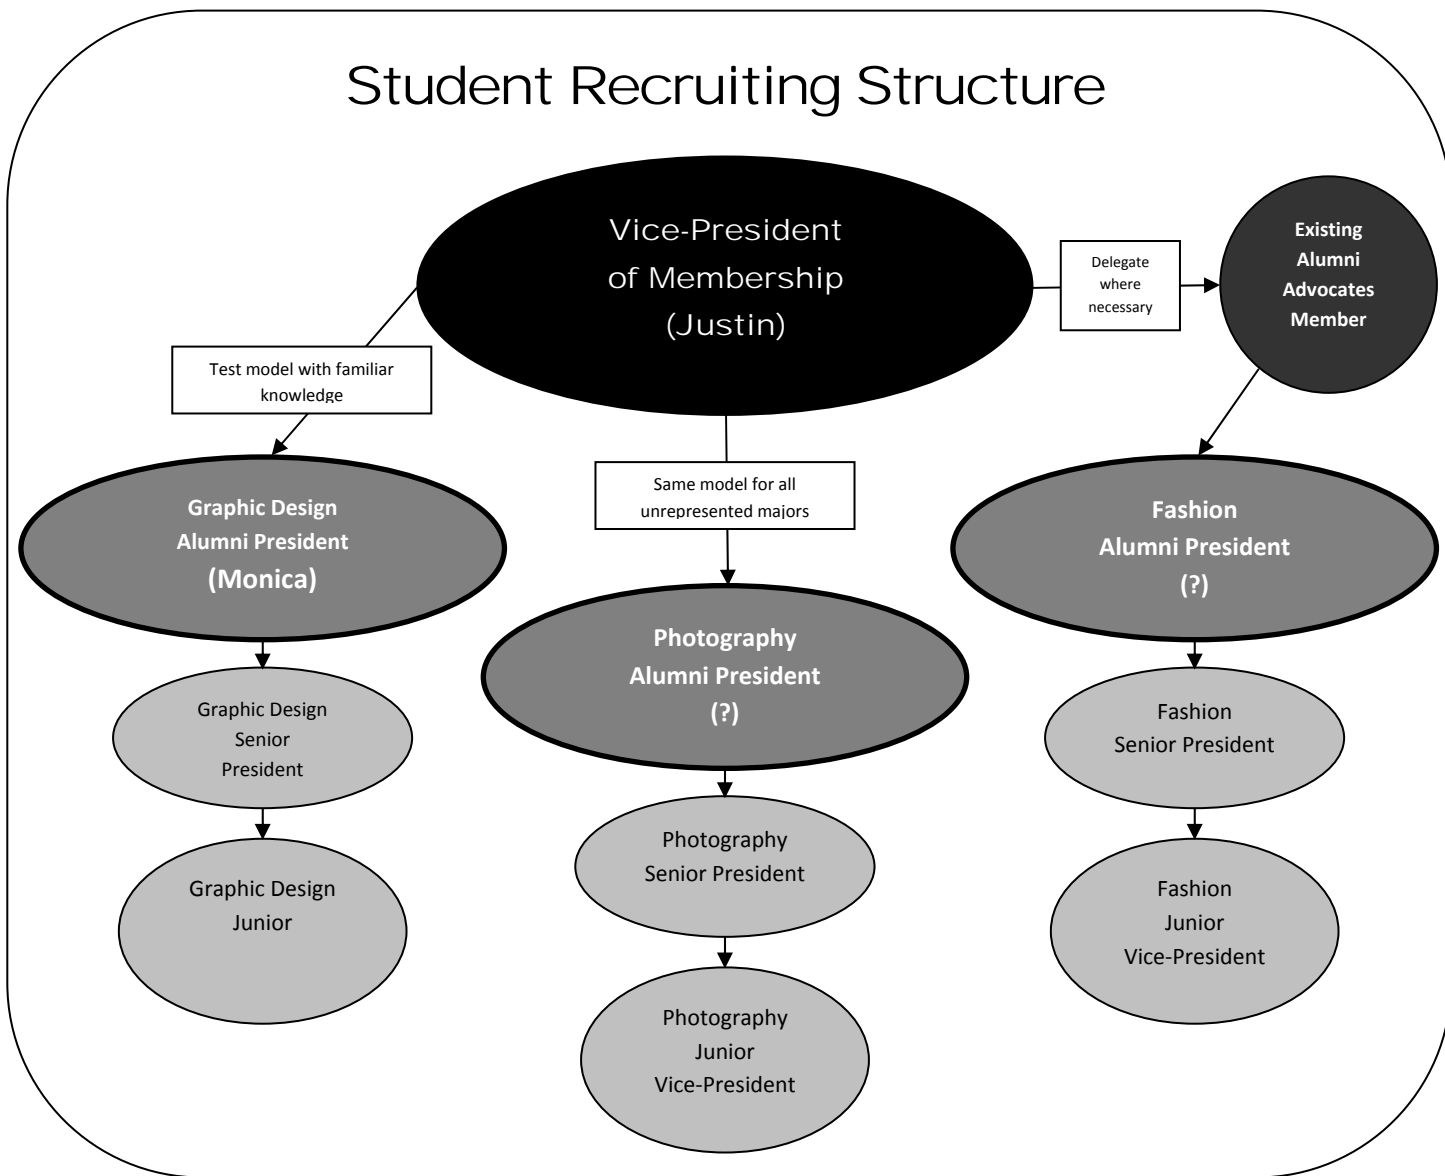 Student Recruiting Structure
Vice-President
of Membership
(Justin)
Delegate
where
necessary
Existing
Alumni
Advocates
Member
Test model with familiar
knowledge
Same model for all
unrepresented majors
Graphic Design
Alumni President
(Monica)
Photography
Alumni President
(?)
Fashion
Alumni President
(?)
Graphic Design
Senior
President
Photography
Senior President
Fashion
Senior President
Graphic Design
Junior
Photography
Junior
Vice-President
Fashion
Junior
Vice-President